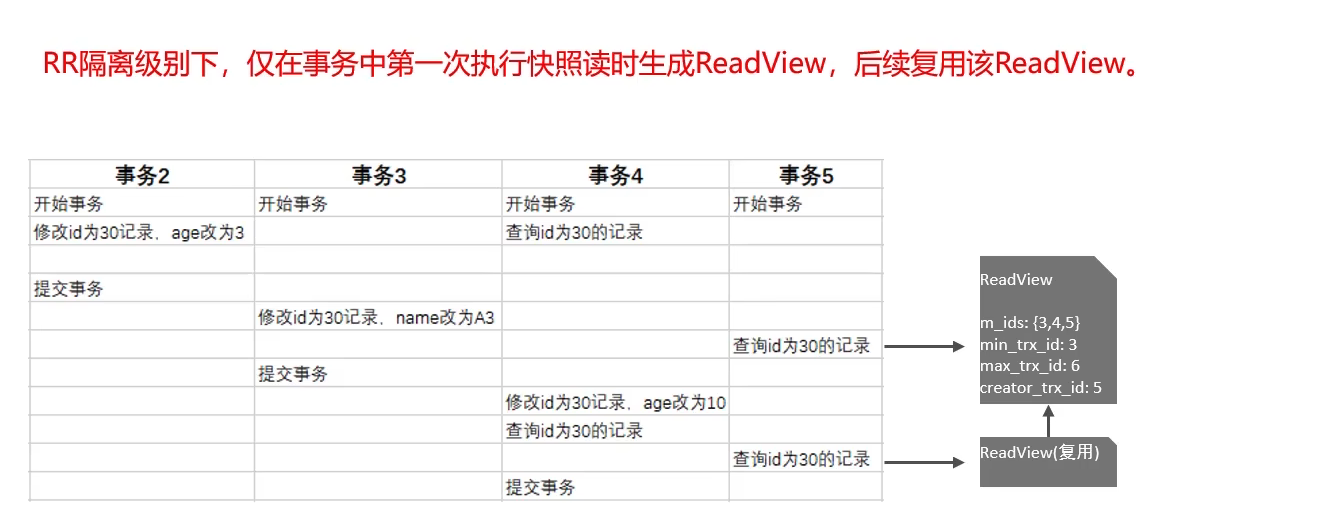 RR隔离级别下，仅在事务中第一次执行快照读时生成ReadView，后续复用该ReadView。
事务2 事务3 事务4 事务5
开始事务 开始事务 开始事务 开始事务
修改id为30记录，age改为3 查询id为30的记录
提交事务
修改id为30记录，name改为A3
查询id为30的记录
提交事务
修改id为30记录，age改为10
查询id为30的记录
查询id为30的记录
提交事务
ReadView
m_ids: {3,4,5}
min_trx_id: 3
max_trx_id: 6
creator_trx_id: 5
ReadView(复用)